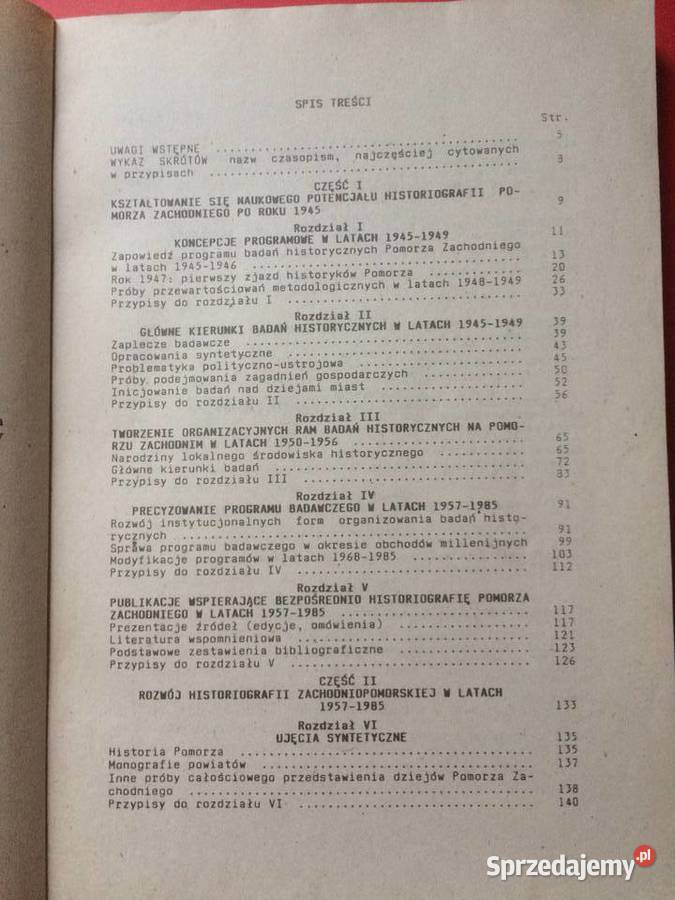 SPIS TREŚCI
Str.
UWAGI WSTĘPNE ........ 5
WYKAZ SKRÓTÓW nazw czasopism, najczęściej cytowanych
w przypisach ........ 8
CZĘŚĆ I
KSZTAŁTOWANIE SIĘ NAUKOWEGO POTENCJAŁU HISTORIOGRAFII PO-
MORZA ZACHODNIEGO PO ROKU 1945 9
Rozdział I
KONCEPCJE PROGRAMOWE W LATACH 1945-1949 11
Zapowiedź programu badań historycznych Pomorza Zachodniego
w latach 1945-1946 ........ 13
Rok 1947: pierwszy zjazd historyków Pomorza ........ 20
Próby przewartościowań metodologicznych w latach 1948-1949 26
Przypisy do rozdziału I ........ 33
Rozdział II
GŁÓWNE KIERUNKI BADAŃ HISTORYCZNYCH W LATACH 1945-1949 39
Zaplecze badawcze ........ 39
Opracowania syntetyczne ........ 43
Problematyka polityczno-ustrojowa ........ 45
Próby podejmowania zagadnień gospodarczych ........ 50
Inicjowanie badań nad dziejami miast ........ 52
Przypisy do rozdziału II ........ 56
Rozdział III
TWORZENIE ORGANIZACYJNYCH RAM BADAŃ HISTORYCZNYCH NA POMO-
RZU ZACHODNIM W LATACH 1950-1956 ........ 65
Narodziny lokalnego środowiska historycznego ........ 65
Główne kierunki badań ........ 72
Przypisy do rozdziału III ........ 83
Rozdział IV
PRECYZOWANIE PROGRAMU BADAWCZEGO W LATACH 1957-1985 91
Rozwój instytucjonalnych form organizowania badań histo-
rycznych ........ 91
Sprawa programu badawczego w okresie obchodów millenijnych 99
Modyfikacje programów w latach 1968-1985 ........ 103
Przypisy do rozdziału IV ........ 112
Rozdział V
PUBLIKACJE WSPIERAJĄCE BEZPOŚREDNIO HISTORIOGRAFIĘ POMORZA
ZACHODNIEGO W LATACH 1957-1985 ........ 117
Prezentacje źródeł (edycje, omówienia) ........ 117
Literatura wspomnieniowa ........ 121
Podstawowe zestawienia bibliograficzne ........ 123
Przypisy do rozdziału V ........ 126
CZĘŚĆ II
ROZWÓJ HISTORIOGRAFII ZACHODNIOPOMORSKIEJ W LATACH
1957-1985 133
Rozdział VI
UJĘCIA SYNTETYCZNE 135
Historia Pomorza ........ 135
Monografie powiatów ........ 137
Inne próby całościowego przedstawienia dziejów Pomorza Za-
chodniego ........ 138
Przypisy do rozdziału VI ........ 140
Sprzedajemy.pl